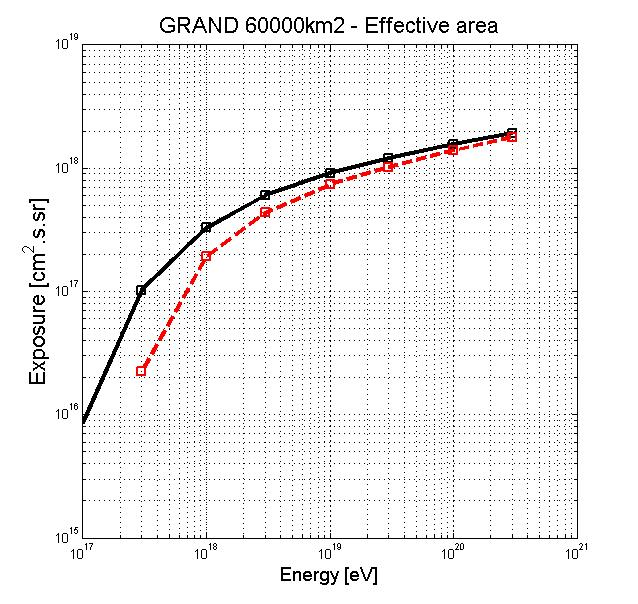 GRAND 60000km2 - Effective area
10^19
10^18
10^17
10^16
10^15
Exposure [cm^2.s.sr]
10^17 10^18 10^19 10^20 10^21
Energy [eV]